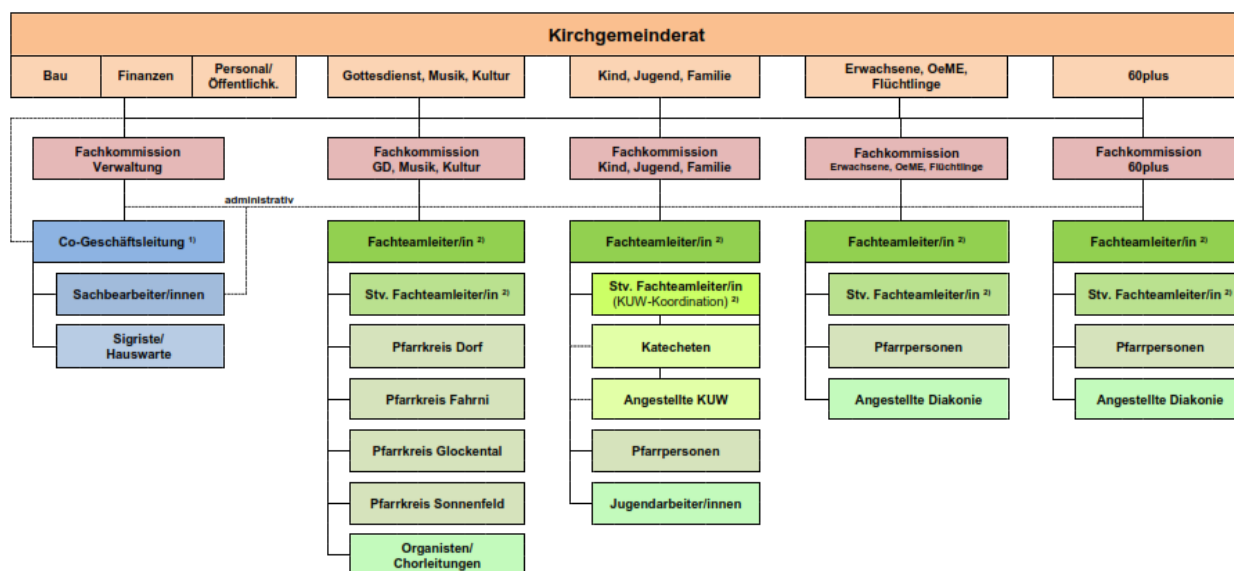 Kirchgemeinderat
Bau
Finanzen
Personal/
Öffentlichk.
Gottesdienst, Musik, Kultur
Kind, Jugend, Familie
Erwachsene, OeME,
Flüchtlinge
60plus
Fachkommission
Verwaltung
Fachkommission
GD, Musik, Kultur
Fachkommission
Kind, Jugend, Familie
Fachkommission
Erwachsene, OeME, Flüchtlinge
Fachkommission
60plus
administrativ
Co-Geschäftsleitung 1)
Fachteamleiter/in 2)
Fachteamleiter/in 2)
Fachteamleiter/in 2)
Fachteamleiter/in 2)
Sachbearbeiter/innen
Stv. Fachteamleiter/in 2)
Stv. Fachteamleiter/in
(KUW-Koordination) 2)
Stv. Fachteamleiter/in 2)
Stv. Fachteamleiter/in 2)
Sigriste/
Hauswarte
Pfarrkreis Dorf
Katecheten
Pfarrpersonen
Pfarrpersonen
Pfarrkreis Fahrni
Angestellte KUW
Angestellte Diakonie
Angestellte Diakonie
Pfarrkreis Glockental
Pfarrpersonen
Pfarrkreis Sonnenfeld
Jugendarbeiter/innen
Organisten/
Chorleitungen